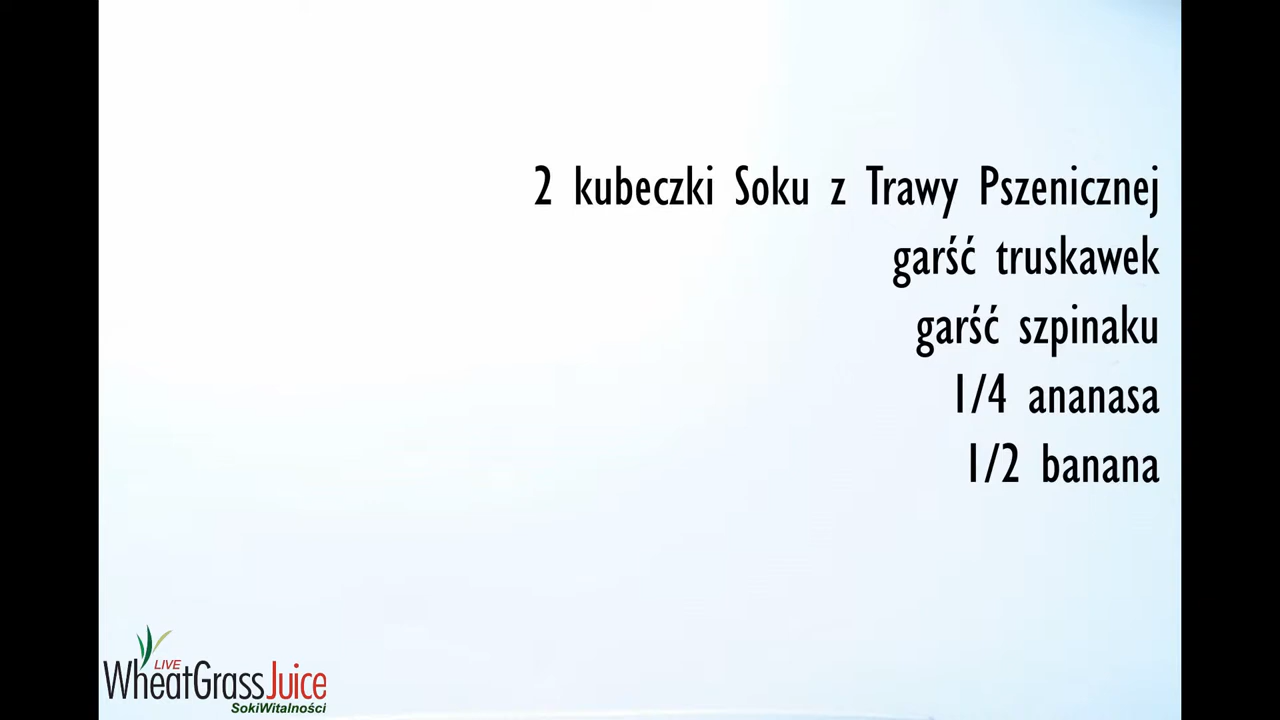 2 kubeczki Soku z Trawy Pszenicznej
garść truskawek
garść szpinaku
1/4 ananasa
1/2 banana
LIVE
WheatGrassJuice
SokiWitalności